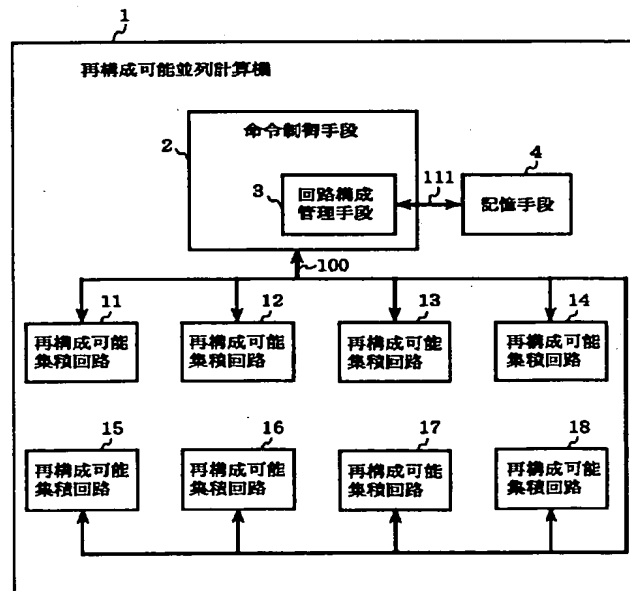 1
再構成可能並列計算機
命令制御手段
2
4
3
回路構成
管理手段
111
記憶手段
100
11
12
13
14
再構成可能
集積回路
再構成可能
集積回路
再構成可能
集積回路
再構成可能
集積回路
15
16
17
18
再構成可能
集積回路
再構成可能
集積回路
再構成可能
集積回路
再構成可能
集積回路